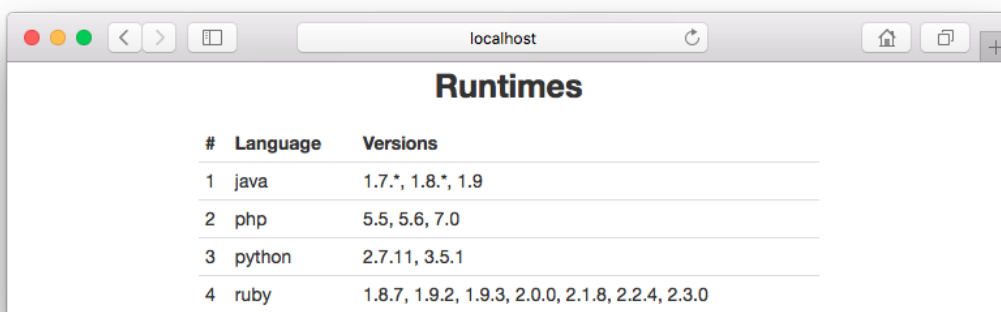 localhost
Runtimes
# Language Versions
1 java 1.7.*, 1.8.*, 1.9
2 php 5.5, 5.6, 7.0
3 python 2.7.11, 3.5.1
4 ruby 1.8.7, 1.9.2, 1.9.3, 2.0.0, 2.1.8, 2.2.4, 2.3.0